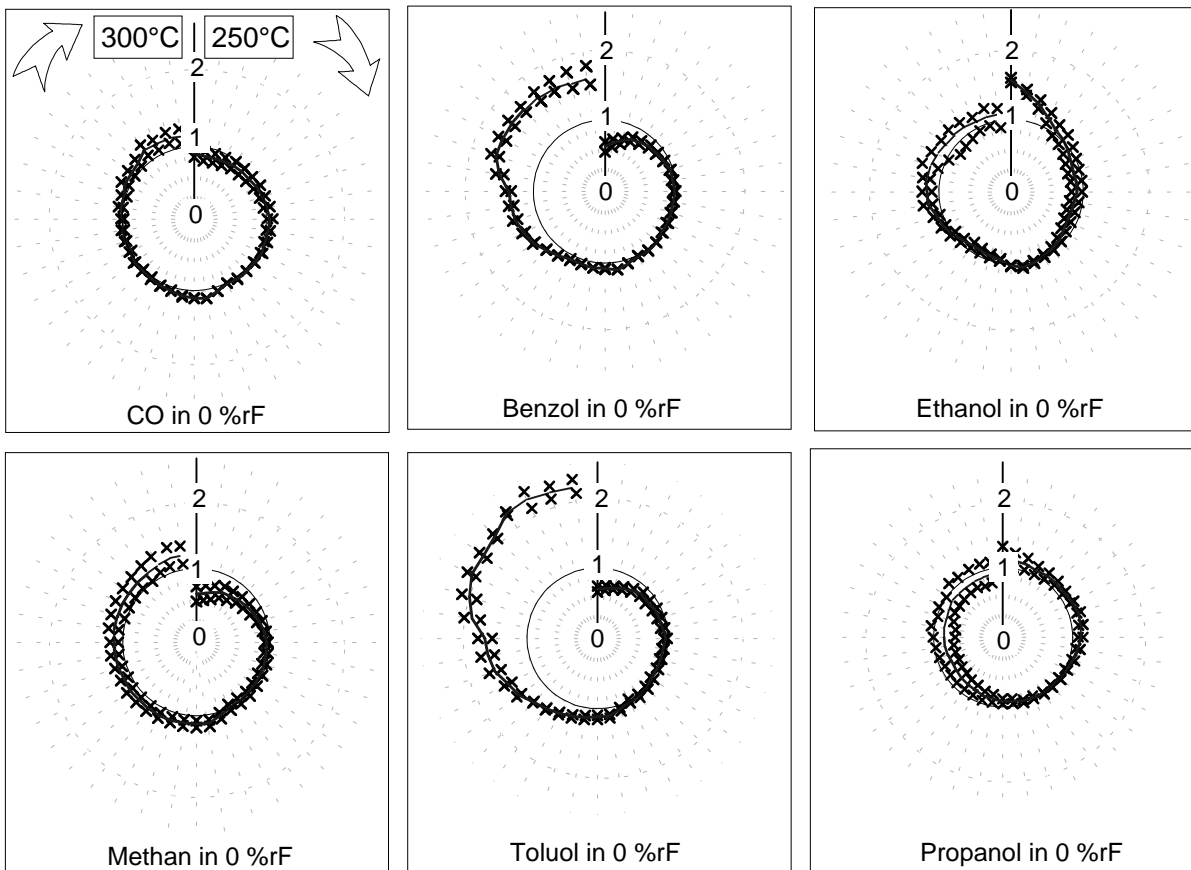 300°C 250°C
2
1
0
CO in 0 %rF
2
1
0
Benzol in 0 %rF
2
1
0
Ethanol in 0 %rF
2
1
0
Methan in 0 %rF
2
1
0
Toluol in 0 %rF
2
1
0
Propanol in 0 %rF